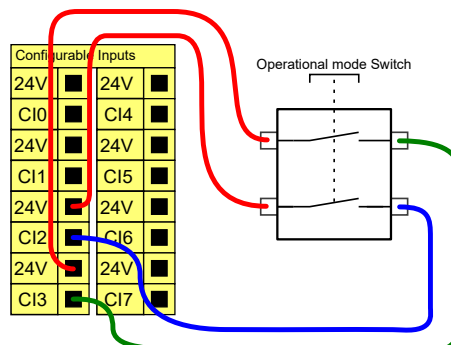 Configurable Inputs
Operational mode Switch
24V 24V
CI0 CI4
24V 24V
CI1 CI5
24V 24V
CI2 CI6
24V 24V
CI3 CI7